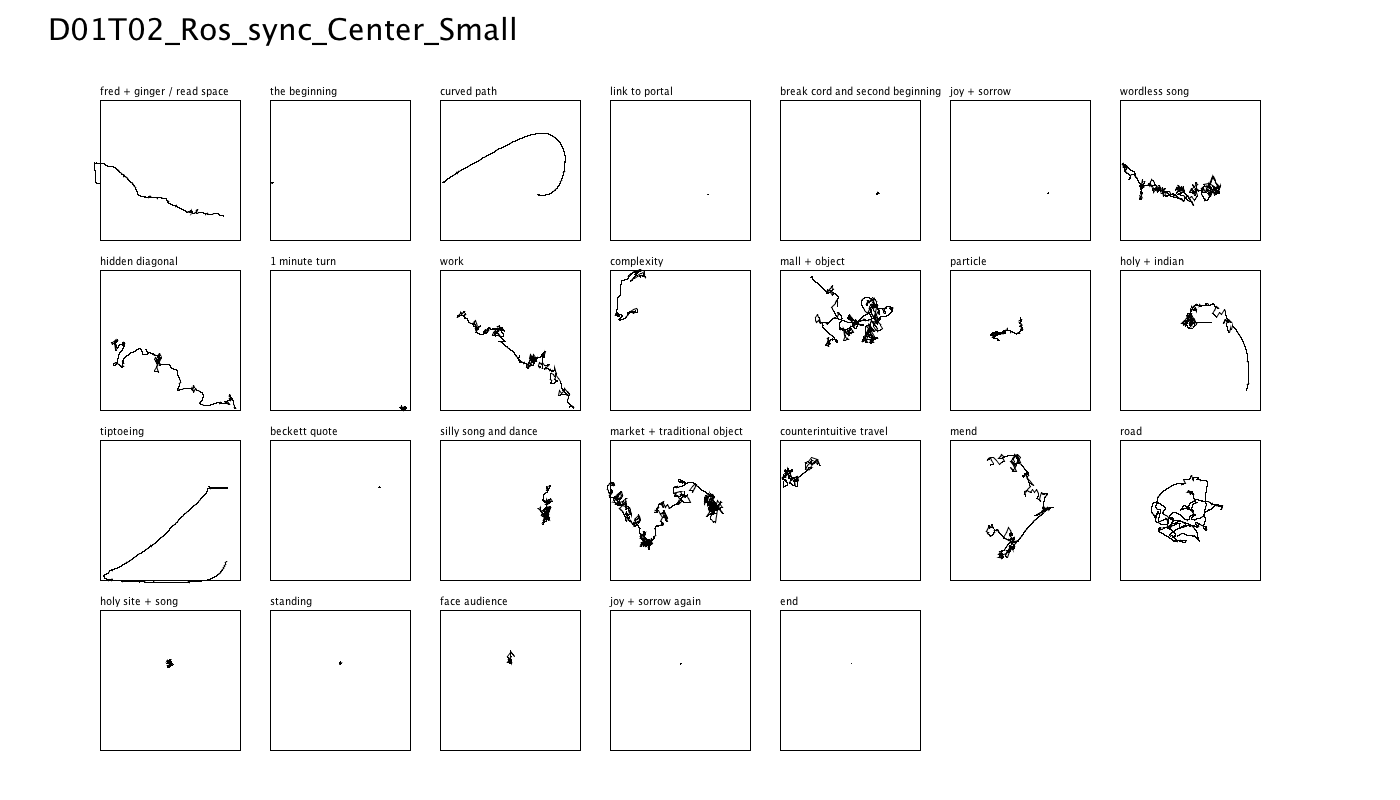 D01T02_Ros_sync_Center_Small
fred + ginger / read space
the beginning
curved path
link to portal
break cord and second beginning
joy + sorrow
wordless song
hidden diagonal
1 minute turn
work
complexity
mall + object
particle
holy + indian
tiptoeing
beckett quote
silly song and dance
market + traditional object
counterintuitive travel
mend
road
holy site + song
standing
face audience
joy + sorrow again
end